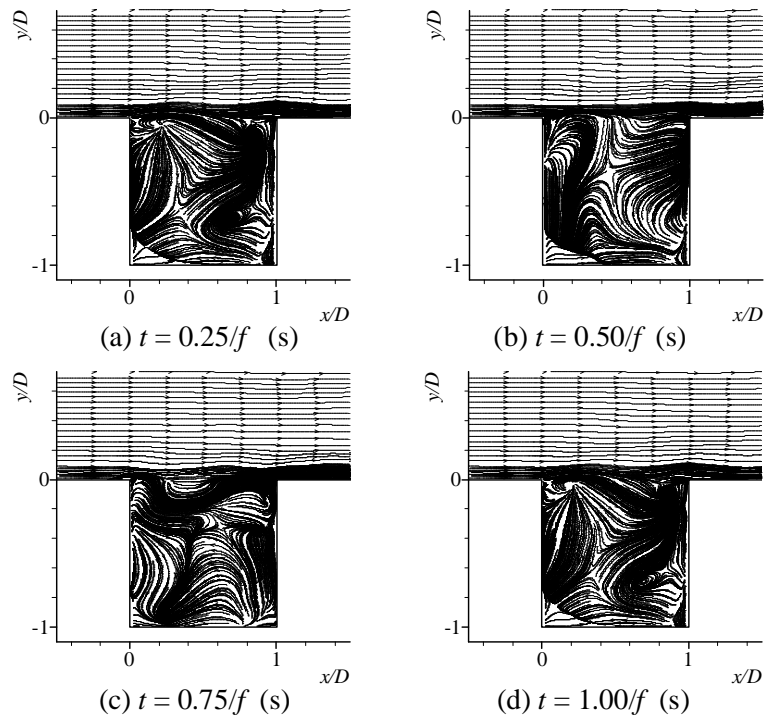 y/D
0
-1
0
1
x/D
(a) t = 0.25/f (s)
y/D
0
-1
0
1
x/D
(b) t = 0.50/f (s)
y/D
0
-1
0
1
x/D
(c) t = 0.75/f (s)
y/D
0
-1
0
1
x/D
(d) t = 1.00/f (s)